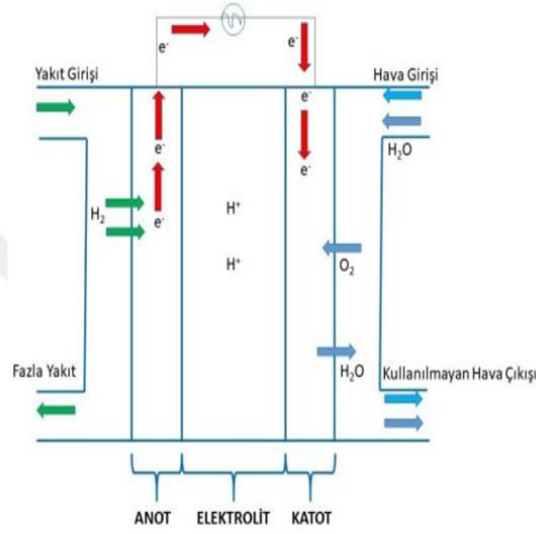 e-
e-
Yakıt Girişi
Hava Girişi
e-
e-
H2O
e-
H2
e-
H+
H+
O2
Fazla Yakıt
H2O
Kullanılmayan Hava Çıkışı
ANOT
ELEKTROLİT
KATOT